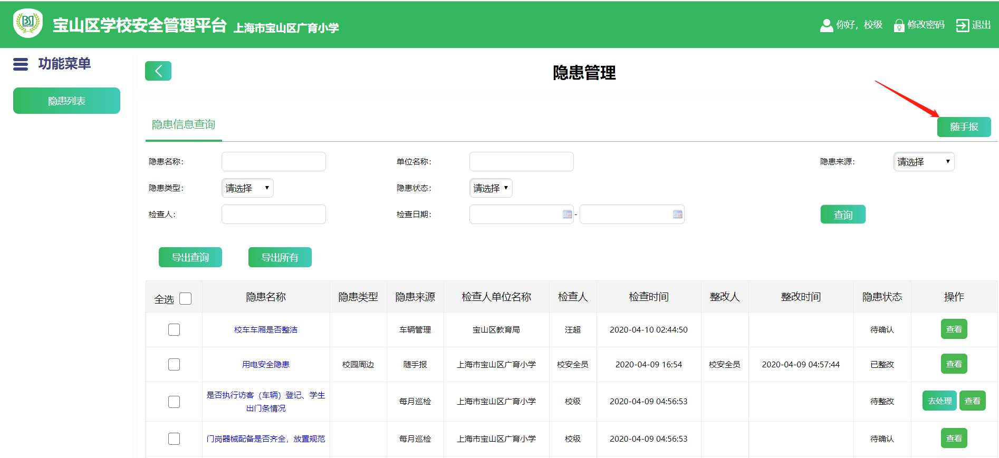 宝山区学校安全管理平台 上海市宝山区广育小学
你好，校级 修改密码 退出
功能菜单
隐患管理
隐患列表
隐患信息查询
随手报
隐患名称： 单位名称： 隐患来源： 请选择
隐患类型： 请选择 隐患状态： 请选择
检查人： 检查日期： - 查询
导出查询 导出所有
全选 隐患名称 隐患类型 隐患来源 检查人单位名称 检查人 检查时间 整改人 整改时间 隐患状态 操作
校车车厢是否整洁 车辆管理 宝山区教育局 汪超 2020-04-10 02:44:50 待确认 查看
用电安全隐患 校园周边 随手报 上海市宝山区广育小学 校安全员 2020-04-09 16:54 校安全员 2020-04-09 04:57:44 已整改 查看
是否执行访客（车辆）登记、学生
出门条情况 每月巡检 上海市宝山区广育小学 校级 2020-04-09 04:56:53 待整改 去处理 查看
门岗器械配备是否齐全，放置规范 每月巡检 上海市宝山区广育小学 校级 2020-04-09 04:56:53 待确认 查看